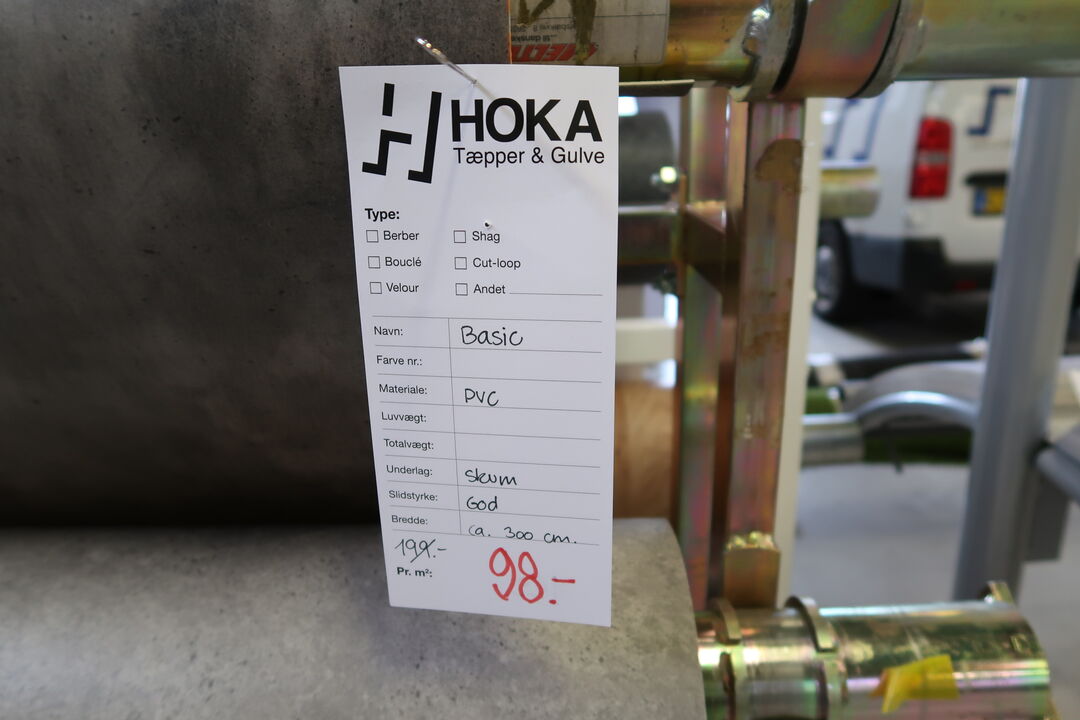 HOKA
Tæpper & Gulve
Type:
Berber
Shag
Bouclé
Cut-loop
Velour
Andet
Navn: Basic
Farve nr.:
Materiale: PVC
Luvvægt:
Totalvægt:
Underlag: Skum
Slidstyrke: God
Bredde: ca. 300 cm.
199.-
Pr. m²: 98.-